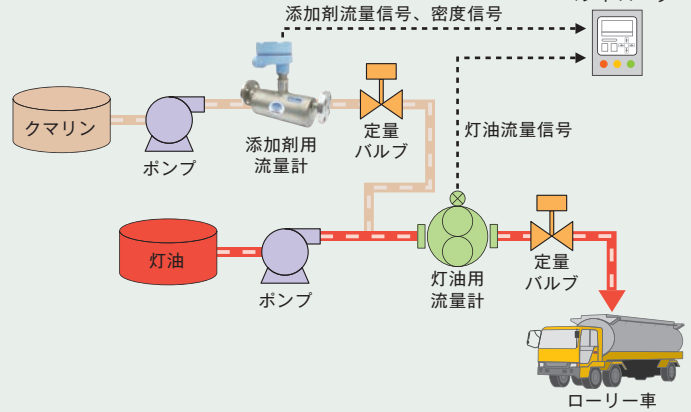 添加剤流量信号、密度信号
クマリン
ポンプ
添加剤用
流量計
定量
バルブ
灯油流量信号
灯油
ポンプ
灯油用
流量計
定量
バルブ
ローリー車